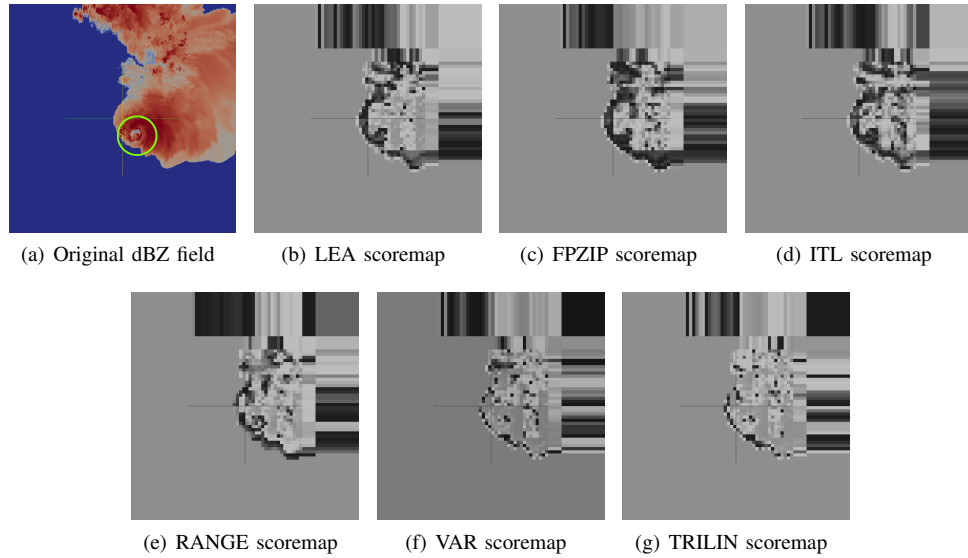 (a) Original dBZ field
(b) LEA scoremap
(c) FPZIP scoremap
(d) ITL scoremap
(e) RANGE scoremap
(f) VAR scoremap
(g) TRILIN scoremap